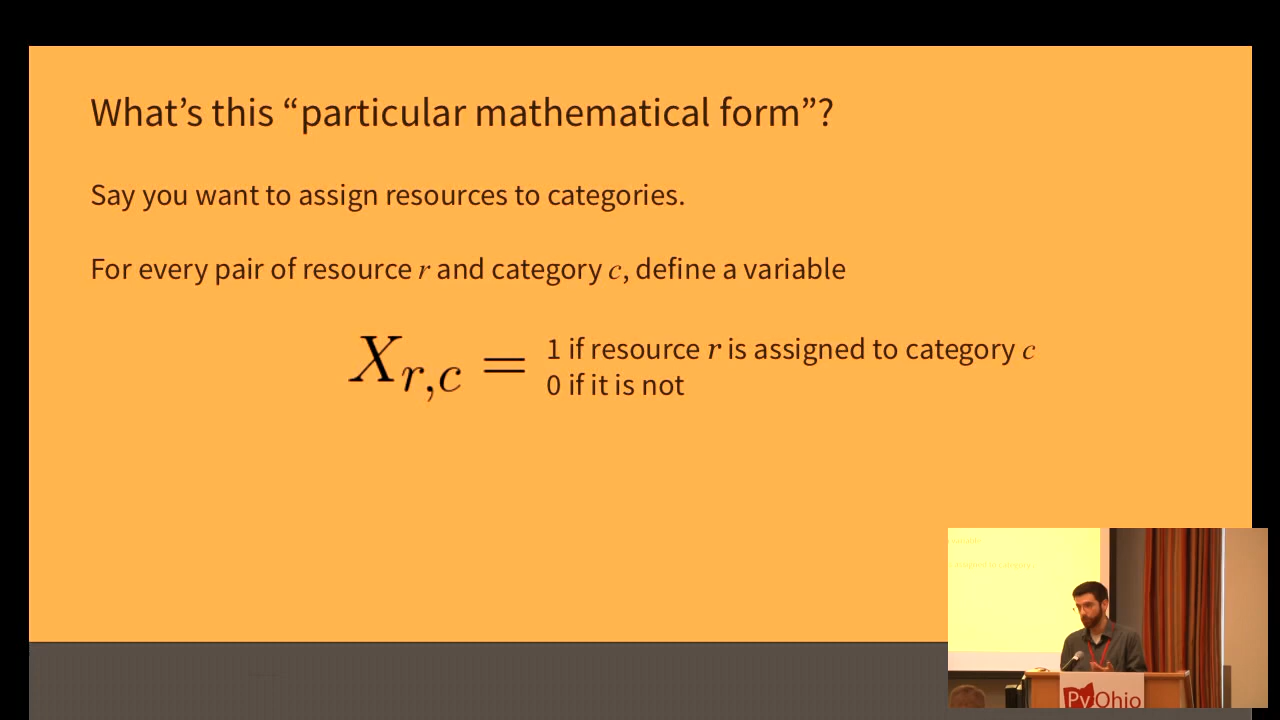 What’s this “particular mathematical form”?
Say you want to assign resources to categories.
For every pair of resource r and category c, define a variable
X_{r,c} = 1 if resource r is assigned to category c
0 if it is not
PyOhio